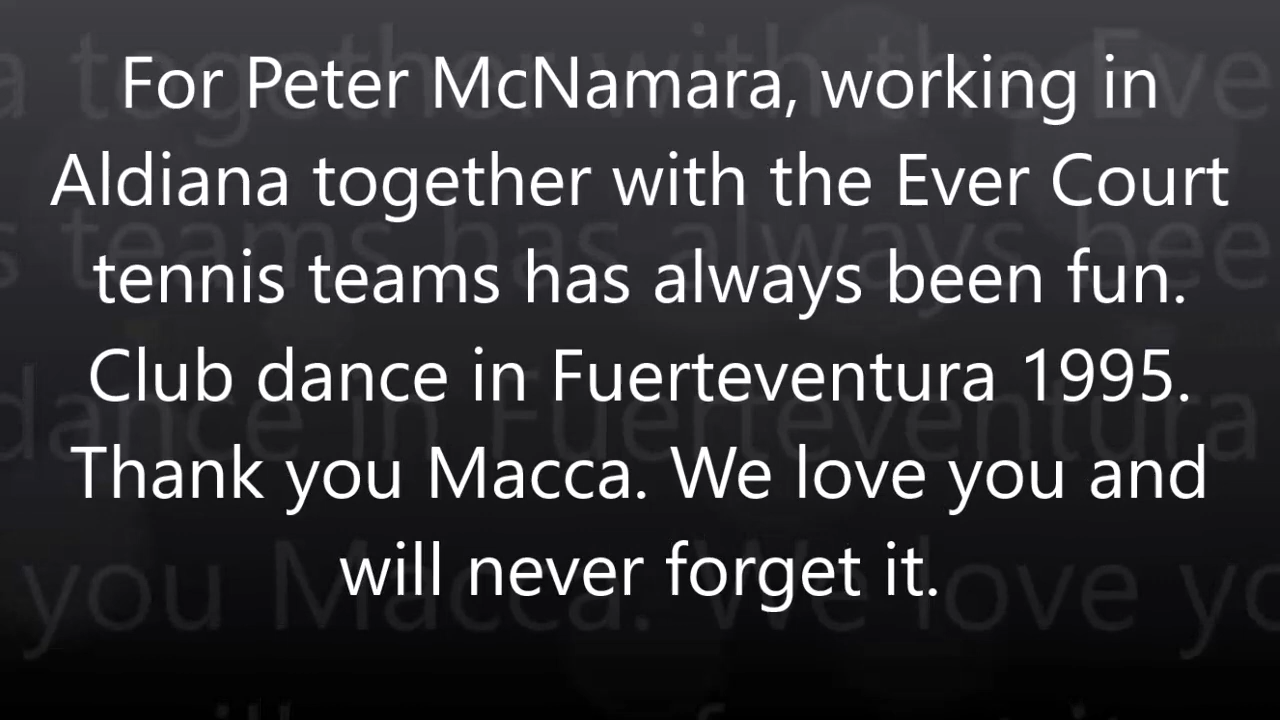 For Peter McNamara, working in
Aldiana together with the Ever Court
tennis teams has always been fun.
Club dance in Fuerteventura 1995.
Thank you Macca. We love you and
will never forget it.